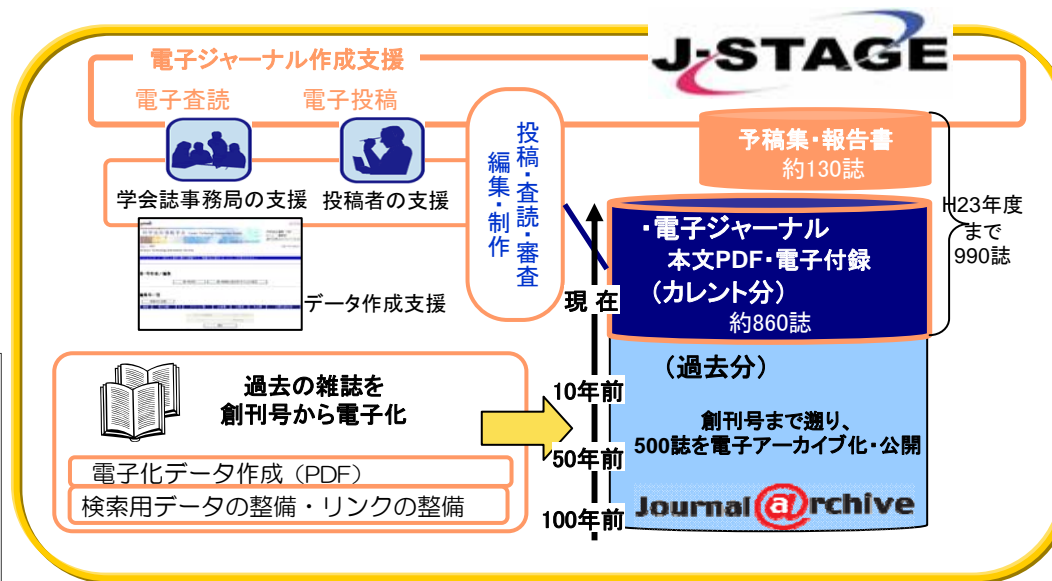 J-STAGE
電子ジャーナル作成支援
電子査読
電子投稿
学会誌事務局の支援
投稿者の支援
データ作成支援
投稿・査読・審査
編集・制作
予稿集・報告書
約130誌
・電子ジャーナル
本文PDF・電子付録
(カレント分)
約860誌
H23年度
まで
990誌
現 在
10年前
50年前
100年前
(過去分)
創刊号まで遡り、
500誌を電子アーカイブ化・公開
Journal@rchive
過去の雑誌を
創刊号から電子化
電子化データ作成（PDF）
検索用データの整備・リンクの整備